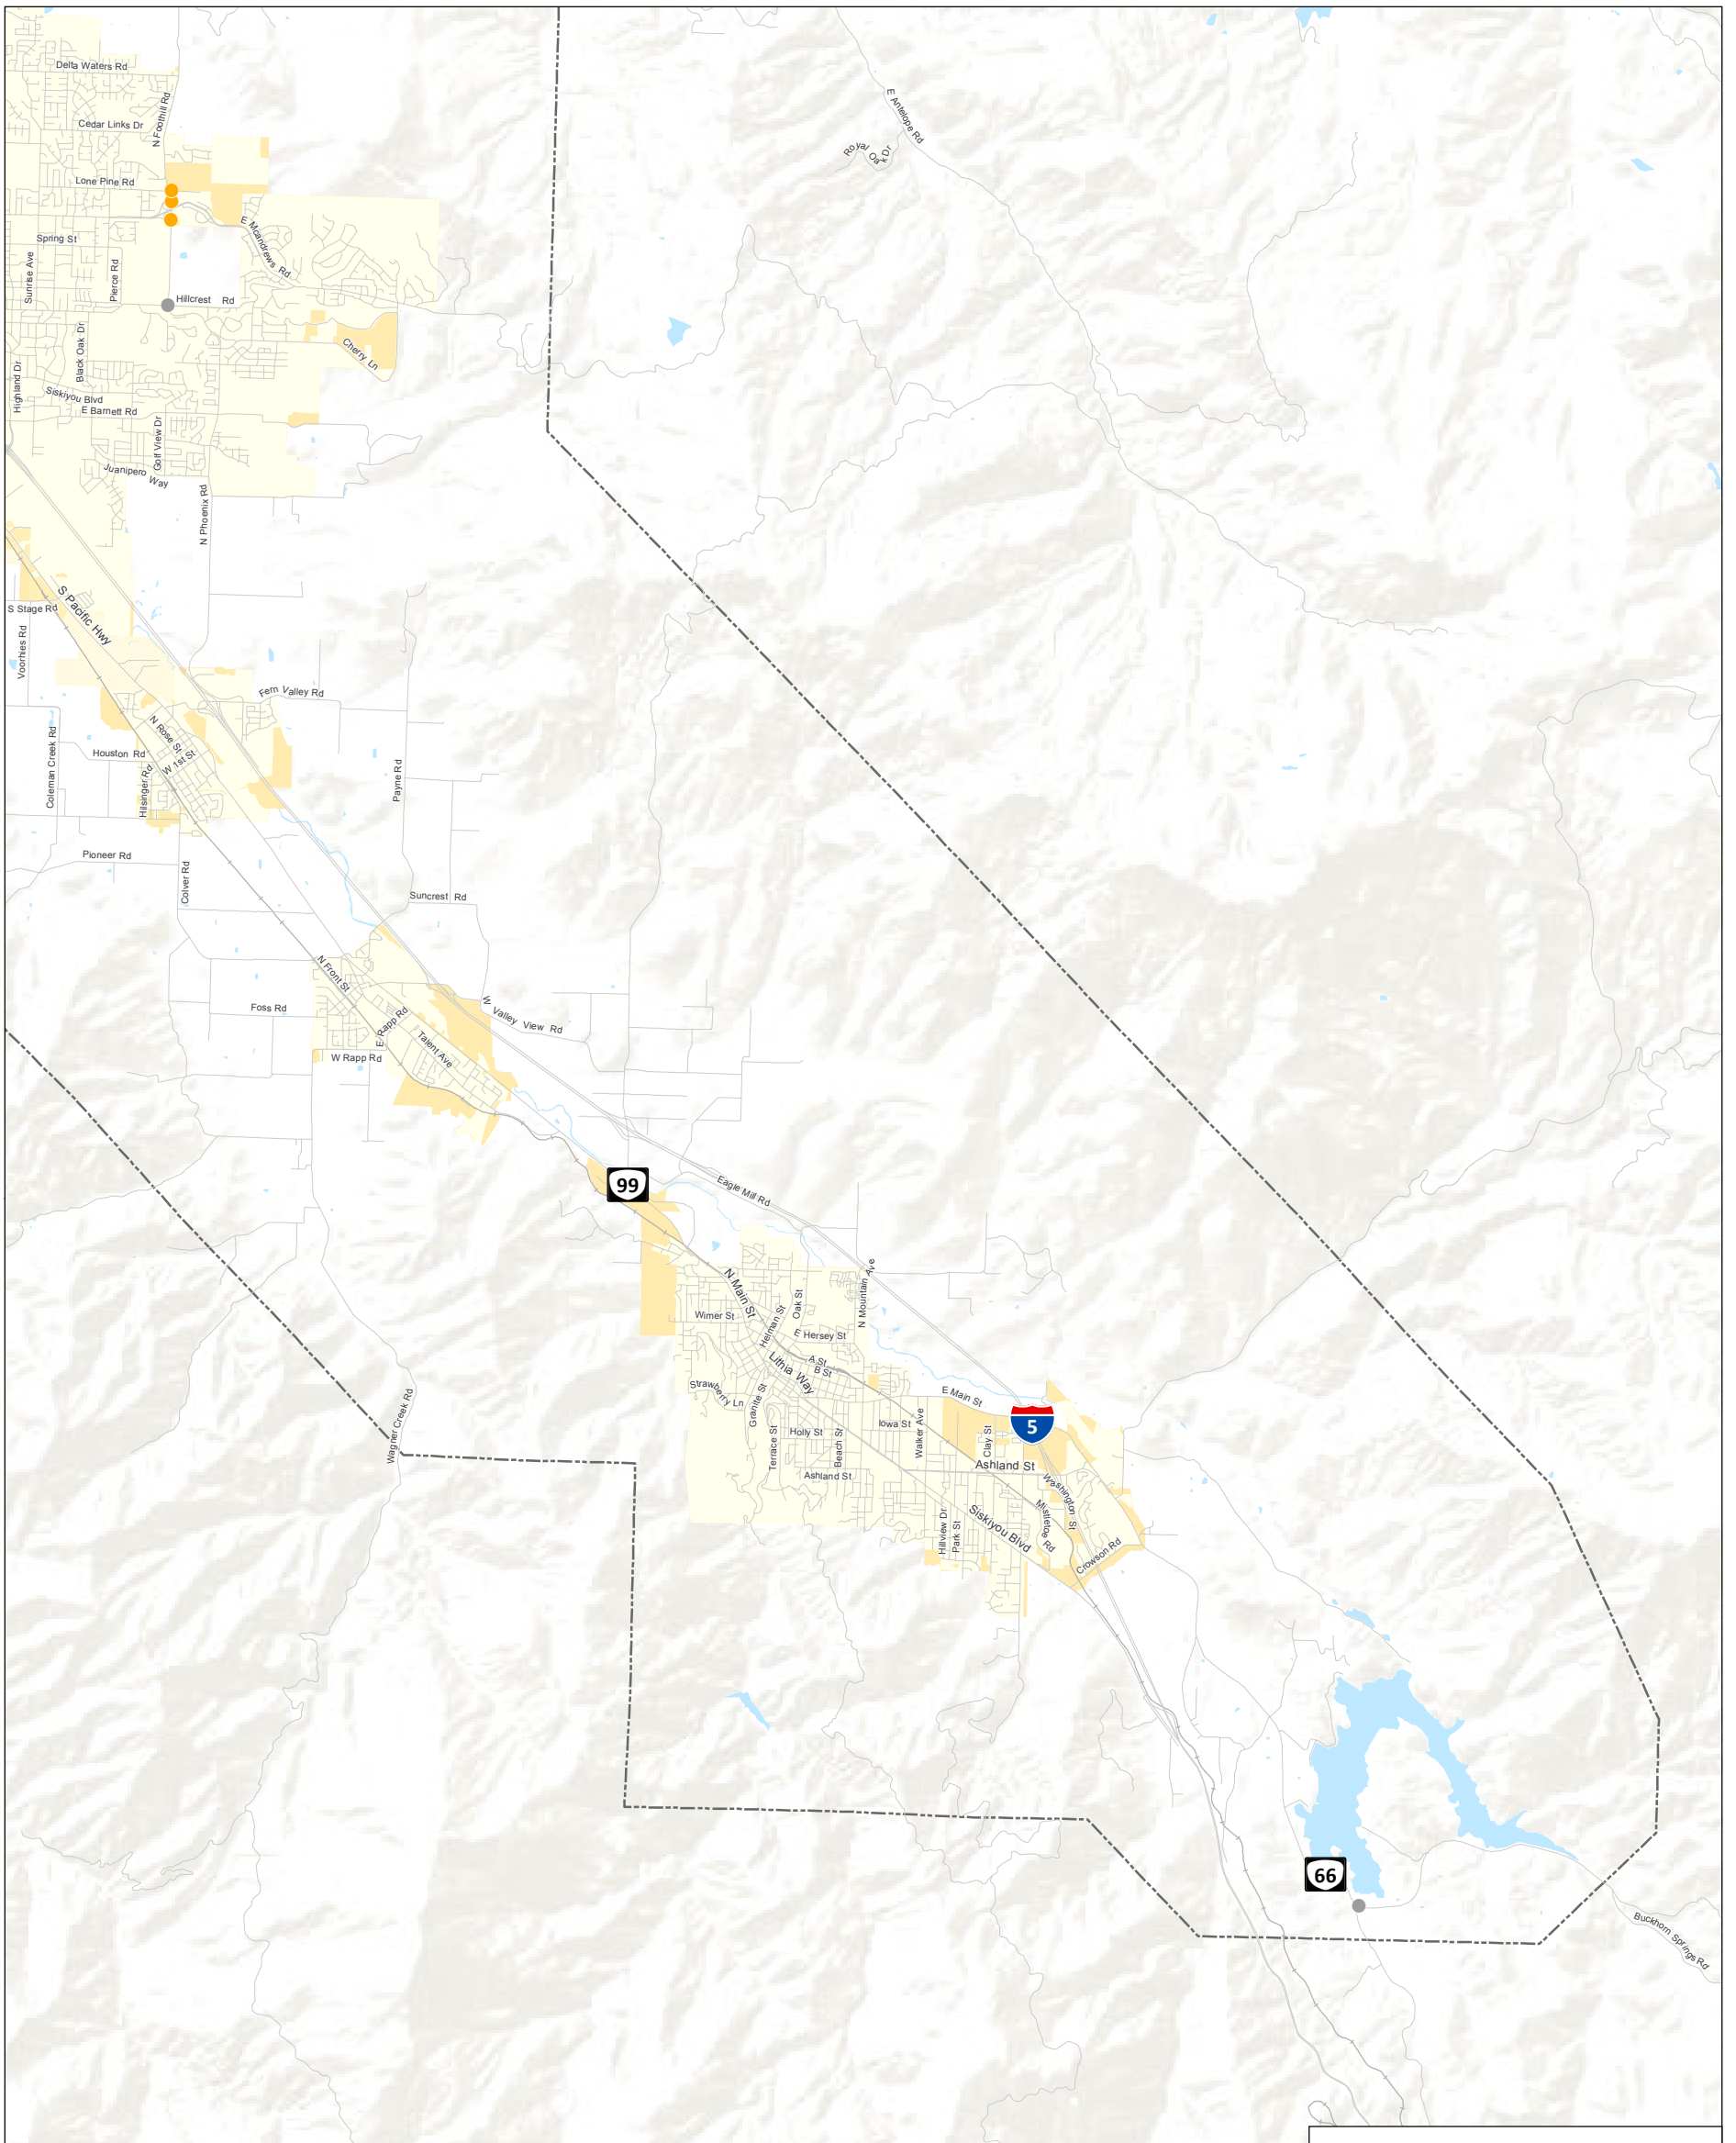 Delta Waters Rd
N Foothill Rd
E Antelope Rd
Cedar Links Dr
Royal Oak Dr
Lone Pine Rd
E Mcandrews Rd
Spring St
Sunrise Ave
Pierce Rd
Hillcrest Rd
Black Oak Dr
Cherry Ln
Highland Dr
Siskiyou Blvd
E Barnett Rd
Golf View Dr
Juanipero Way
N Phoenix Rd
S Pacific Hwy
S Stage Rd
Voorhies Rd
Fern Valley Rd
N Rose St
Coleman Creek Rd
Houston Rd
W 1st St
Hilsinger Rd
Payne Rd
Pioneer Rd
Colver Rd
Suncrest Rd
N Front St
Foss Rd
W Valley View Rd
E Rapp Rd
Talent Ave
W Rapp Rd
99
Eagle Mill Rd
N Mountain Ave
N Main St
Oak St
Wimer St
Helman St
E Hersey St
A St
B St
Lithia Way
Strawberry Ln
Granite St
E Main St
Wagner Creek Rd
Terrace St
Holly St
Beach St
Iowa St
Walker Ave
Clay St
5
Ashland St
Ashland St
Washington St
Mistletoe Rd
Siskiyou Blvd
Hillview Dr
Park St
Crowson Rd
66
Buckhorn Springs Rd